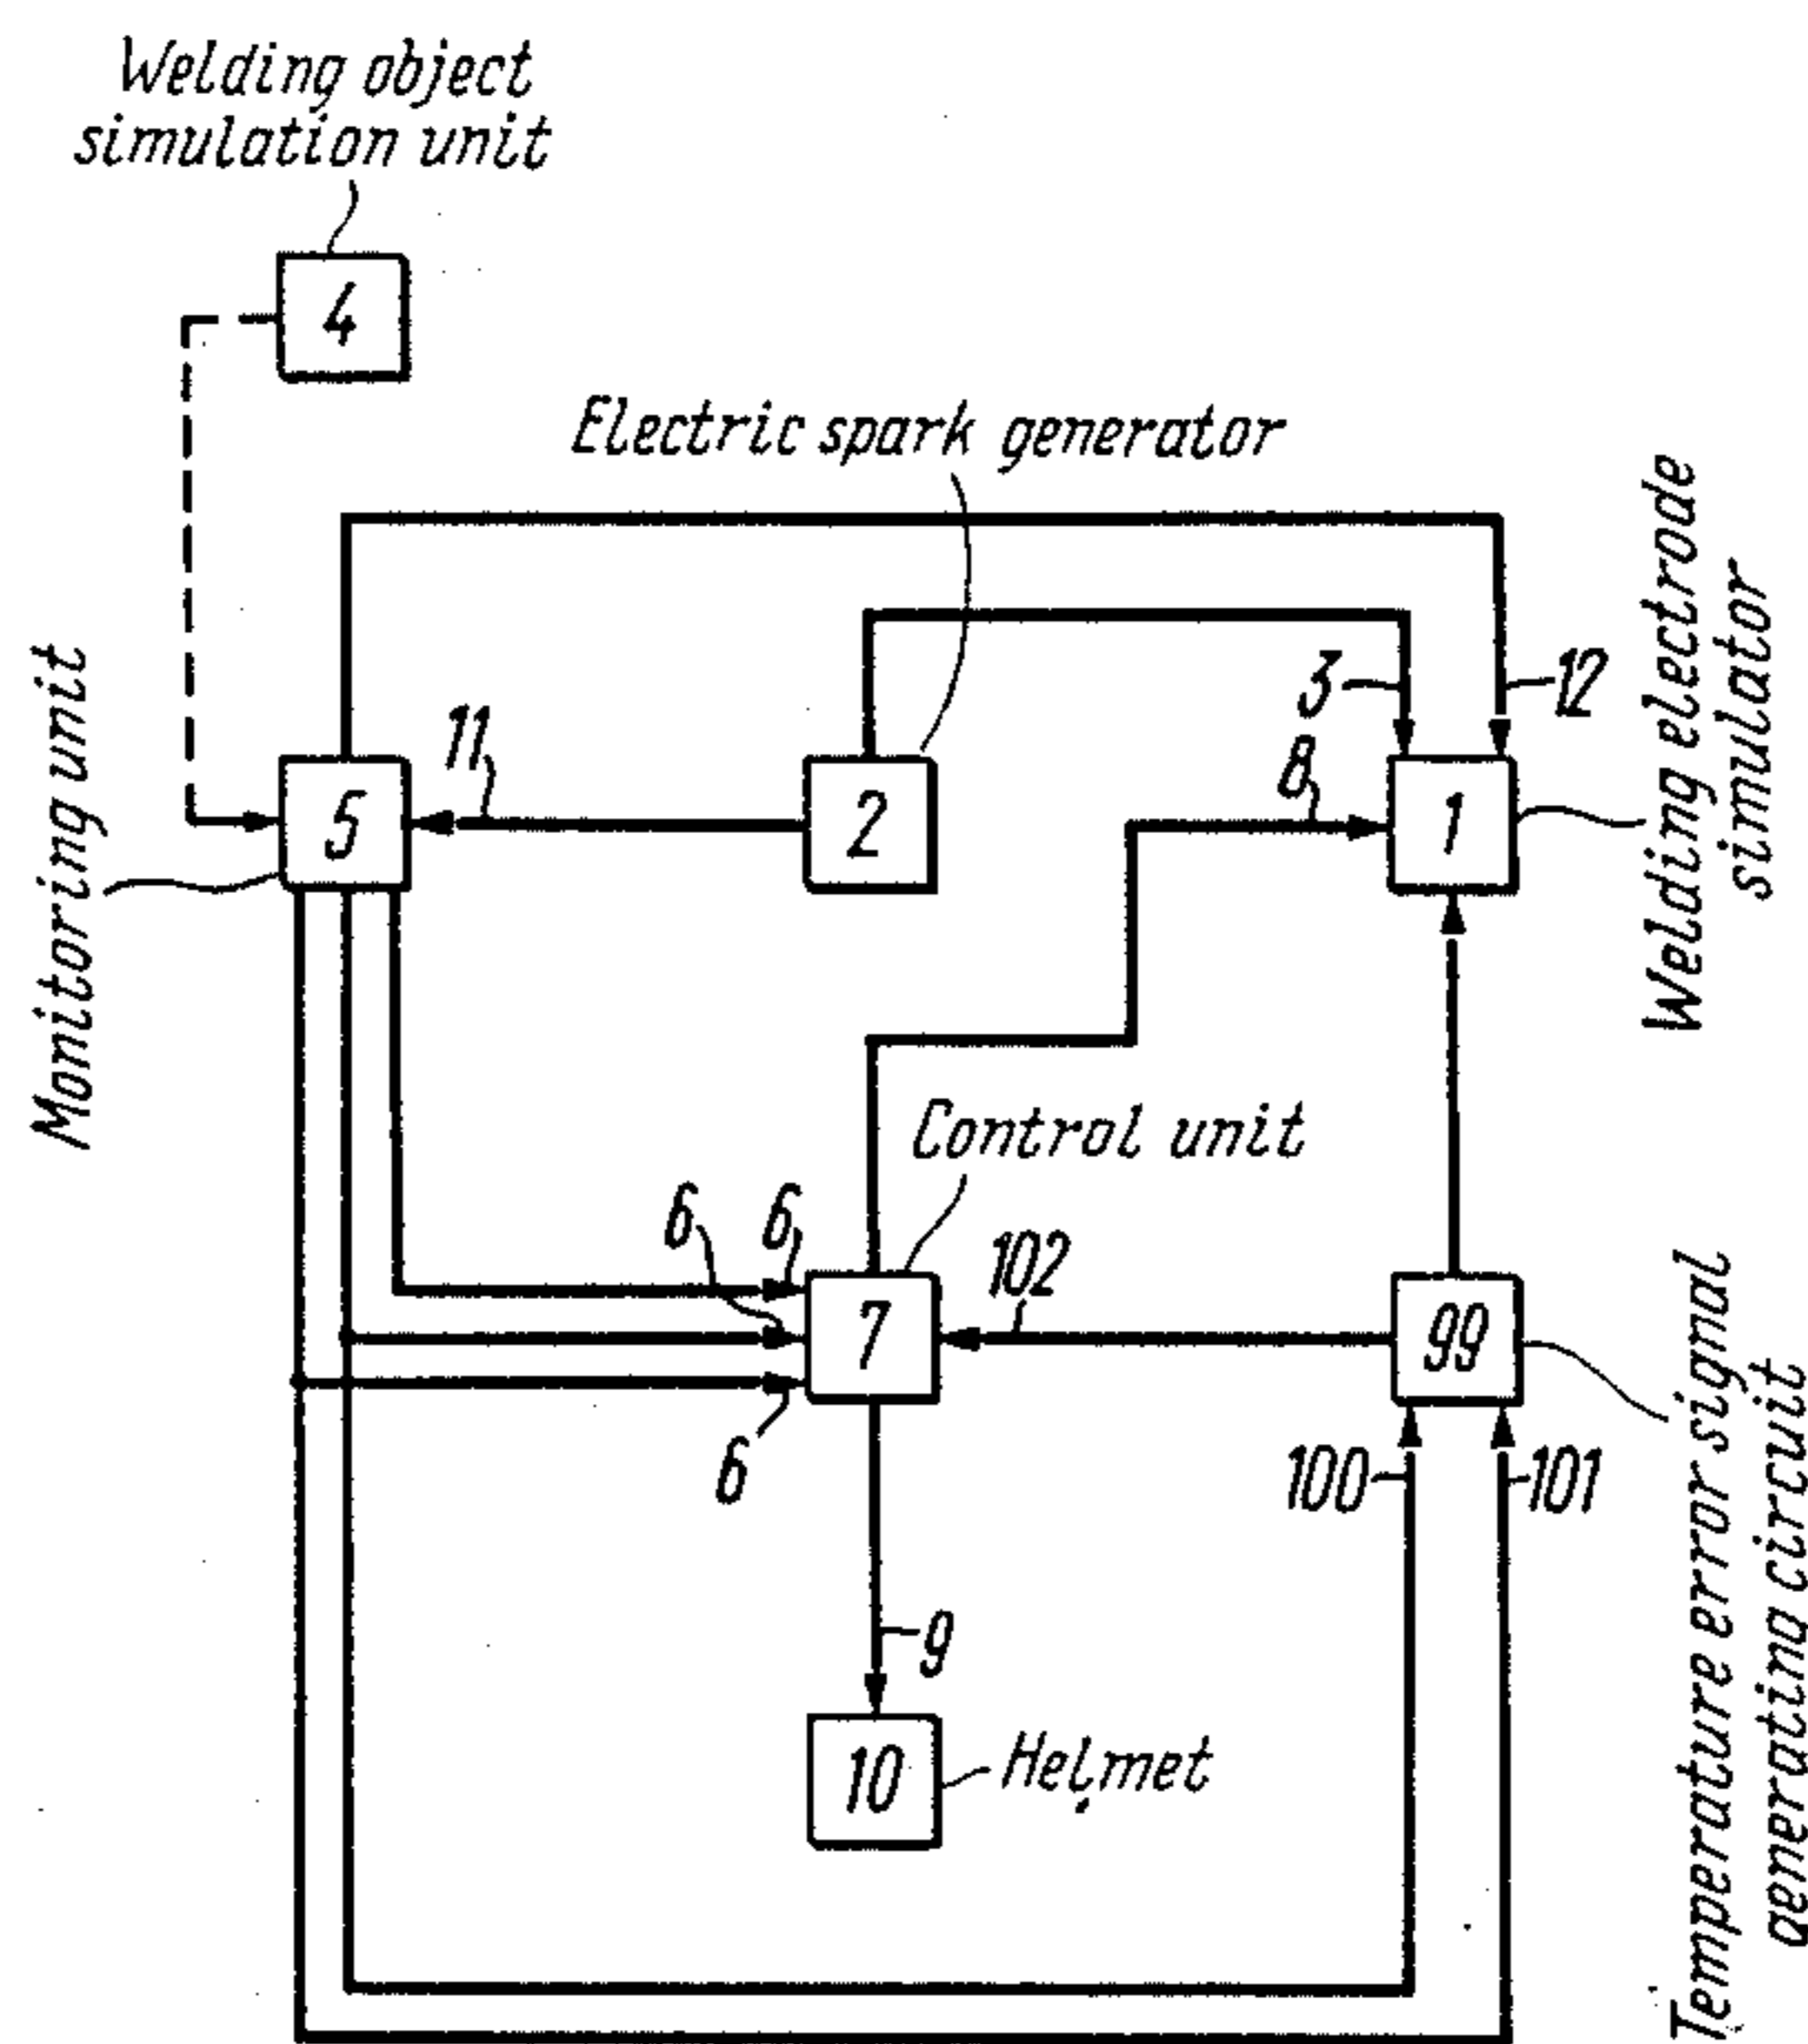 Welding object
simulation unit
4
Electric spark generator
Monitoring unit
Welding electrode
simulator
3
12
11
8
5
2
1
Control unit
6
6
102
7
99
6
100
101
Temperature error signal
generating circuit
9
10
Helmet